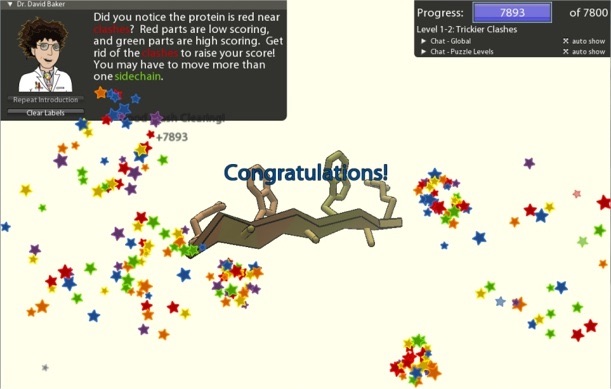 ▼ Dr. David Baker
Did you notice the protein is red near
clashes? Red parts are low scoring,
and green parts are high scoring. Get
rid of the clashes to raise your score!
You may have to move more than
one sidechain.
Repeat Introduction
Clear Labels
Progress: 7893 of 7800
Level 1-2: Trickier Clashes
▶ Chat - Global auto show
▶ Chat - Puzzle Levels auto show
Clearing!
+7893
Congratulations!